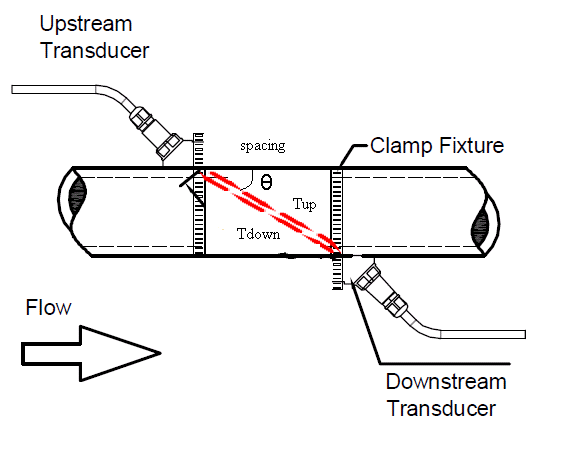 Upstream
Transducer
spacing
Clamp Fixture
θ
Tup
Tdown
Flow
Downstream
Transducer